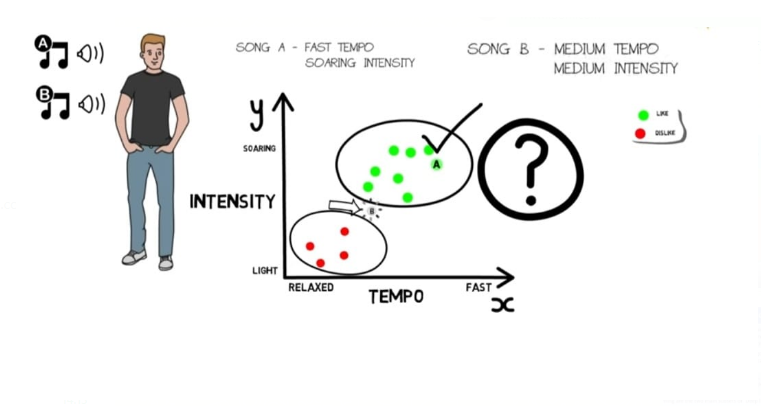 A
B
SONG A - FAST TEMPO
SOARING INTENSITY
SONG B - MEDIUM TEMPO
MEDIUM INTENSITY
LIKE
DISLIKE
y
SOARING
INTENSITY
LIGHT
A
B
?
RELAXED
TEMPO
FAST
x